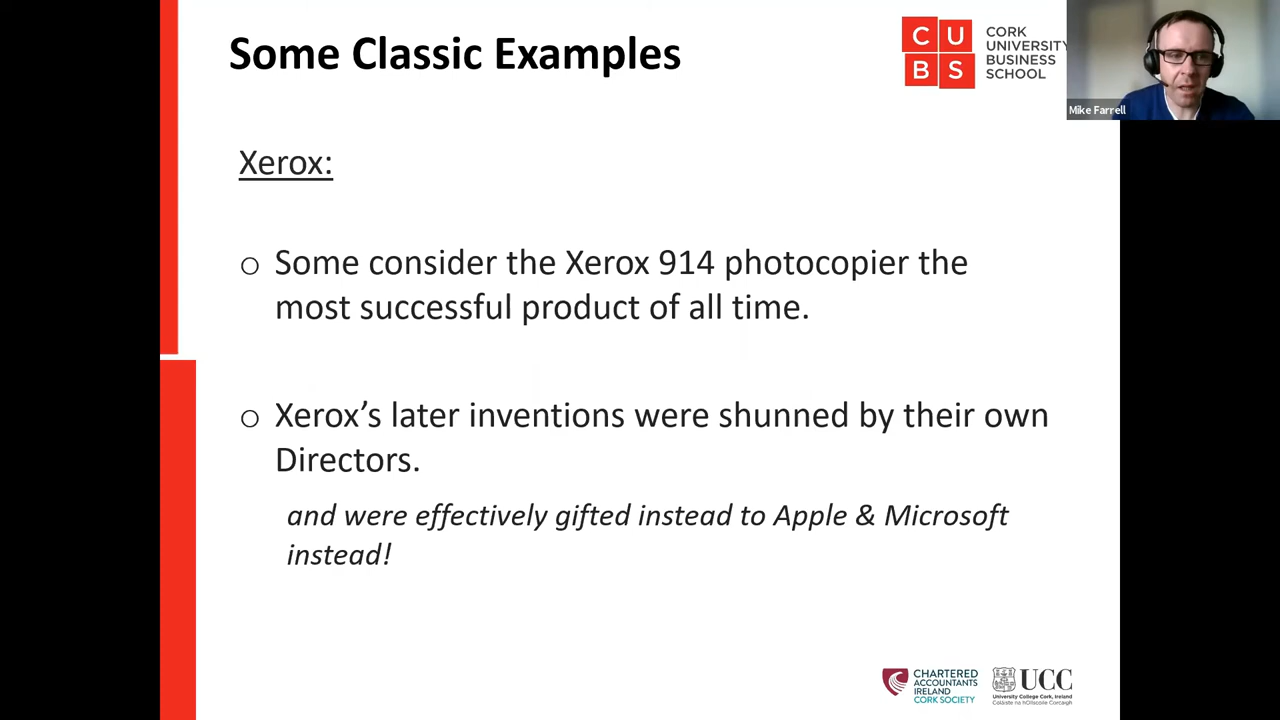 Some Classic Examples
C U
B S
CORK
UNIVERSITY
BUSINESS
SCHOOL
Mike Farrell
Xerox:
o Some consider the Xerox 914 photocopier the
most successful product of all time.
o Xerox’s later inventions were shunned by their own
Directors.
and were effectively gifted instead to Apple & Microsoft
instead!
CHARTERED
ACCOUNTANTS
IRELAND
CORK SOCIETY
UCC
University College Cork, Ireland
Coláiste na hOllscoile Corcaigh